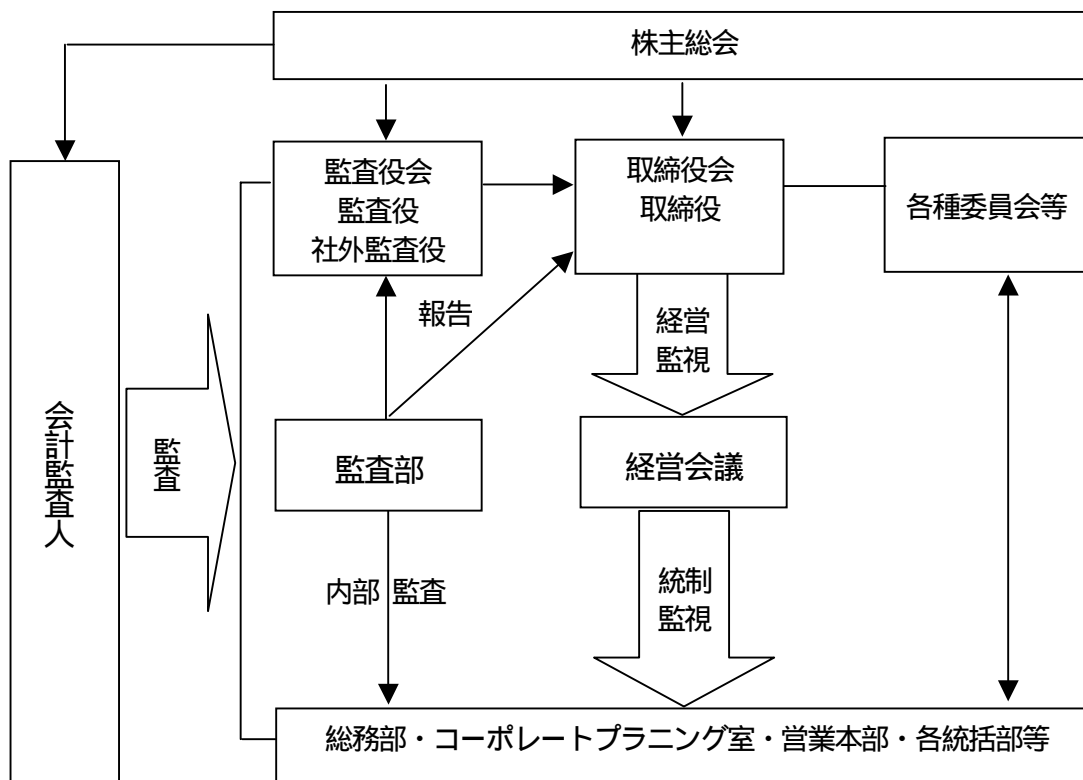 株主総会
監査役会
監査役
社外監査役
取締役会
取締役
各種委員会等
報告
経営
監視
会計監査人
監査
監査部
経営会議
内部 監査
統制
監視
総務部・コーポレートプラニング室・営業本部・各統括部等